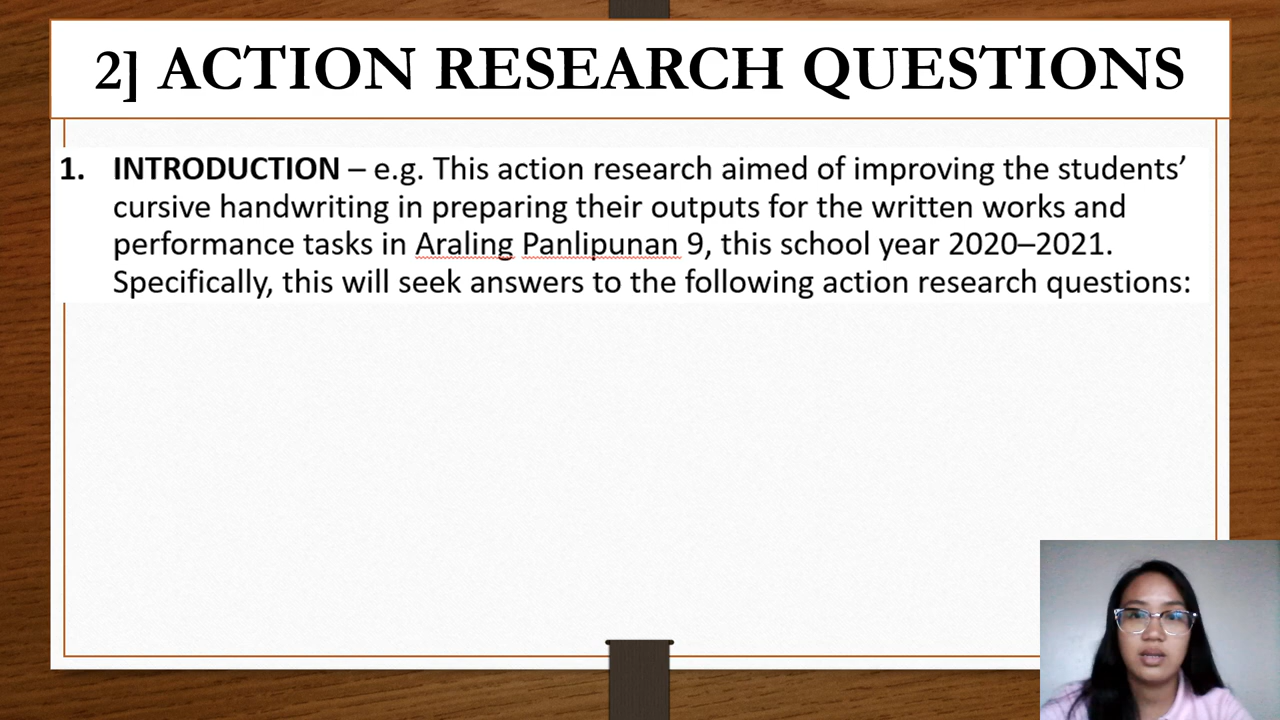 2] ACTION RESEARCH QUESTIONS
1. INTRODUCTION – e.g. This action research aimed of improving the students’
cursive handwriting in preparing their outputs for the written works and
performance tasks in Araling Panlipunan 9, this school year 2020–2021.
Specifically, this will seek answers to the following action research questions: